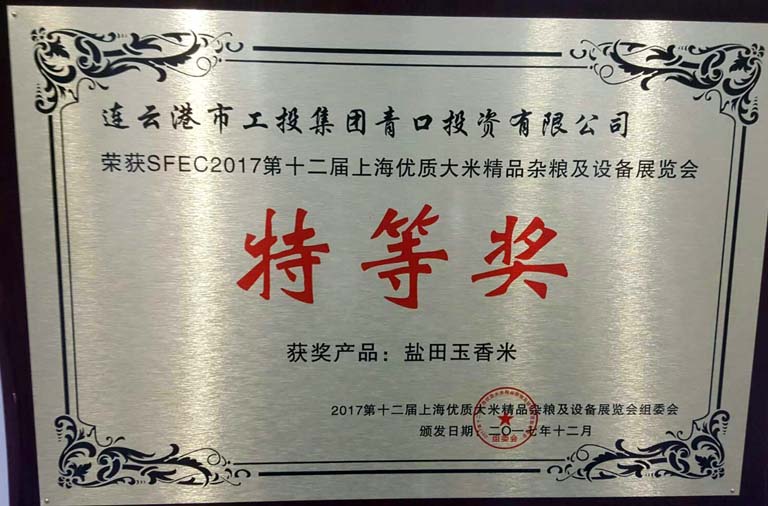 连云港市工投集团青口投资有限公司
荣获SFEC2017第十二届上海优质大米精品杂粮及设备展览会
特等奖
获奖产品：盐田玉香米
2017第十二届上海优质大米精品杂粮及设备展览会组委会
颁发日期：二〇一七年十二月
组委会